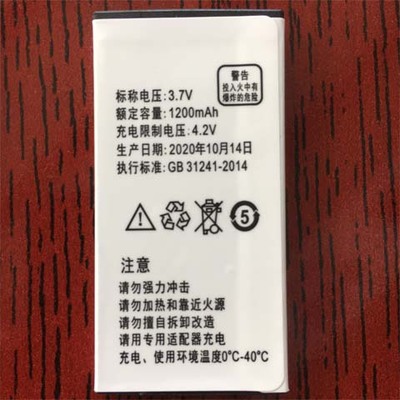 警告
投入火中有
爆炸的危险
标称电压: 3.7V
额定容量: 1200mAh
充电限制电压: 4.2V
生产日期: 2020年10月14日
执行标准: GB 31241-2014
5
注意
请勿强力冲击
请勿加热和靠近火源
请勿擅自拆卸改造
请用专用适配器充电
充电、使用环境温度0°C-40°C